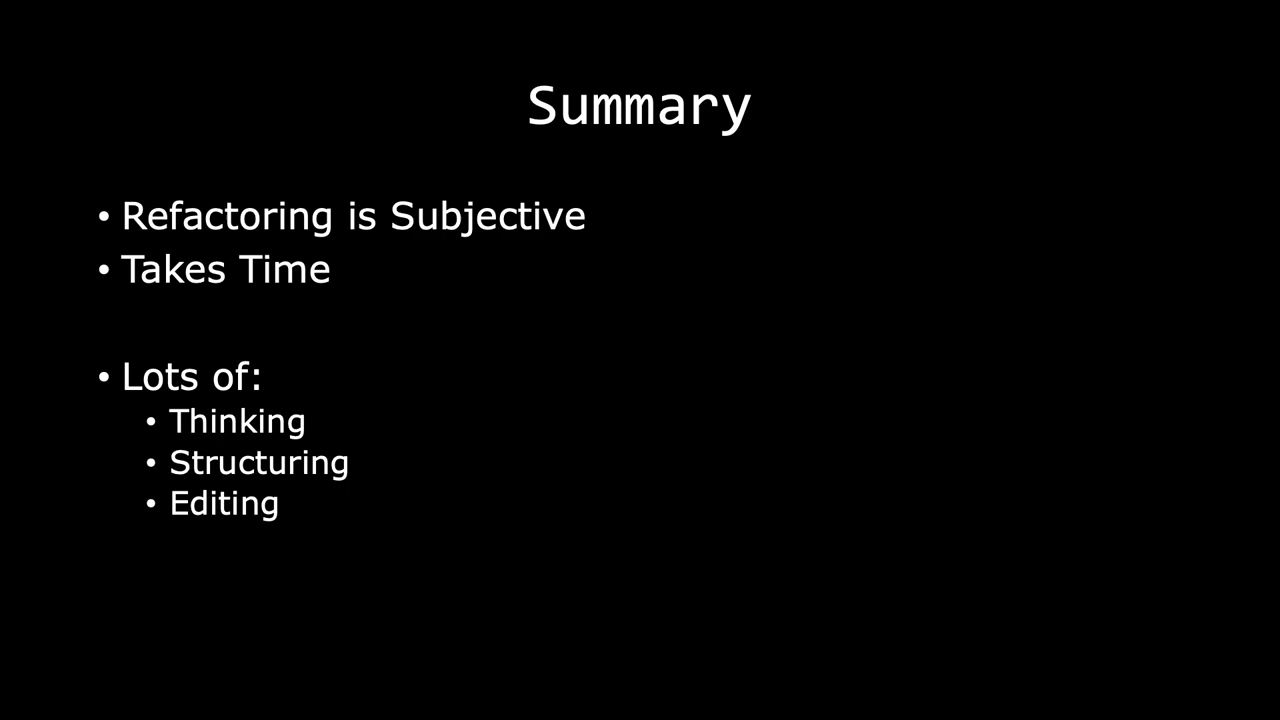 Summary
• Refactoring is Subjective
• Takes Time
• Lots of:
• Thinking
• Structuring
• Editing